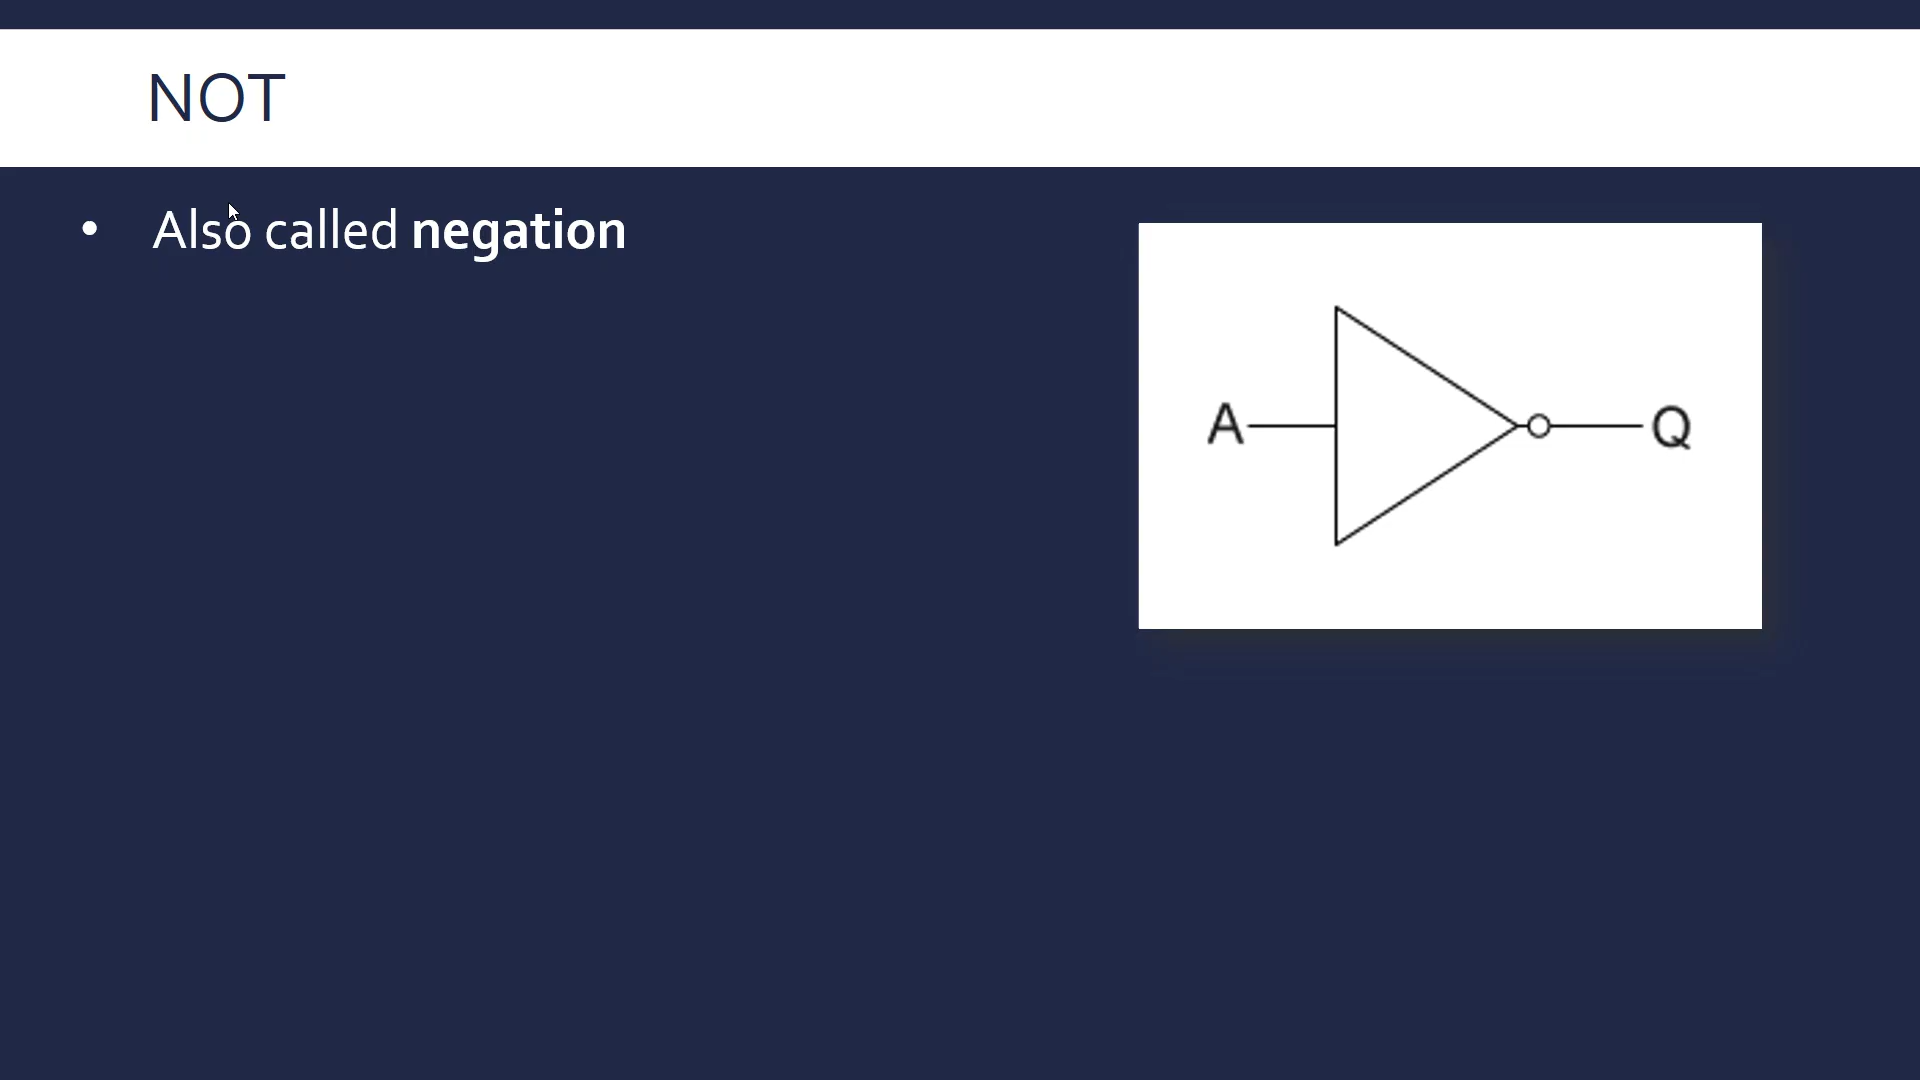 NOT
• Also called negation
A
Q